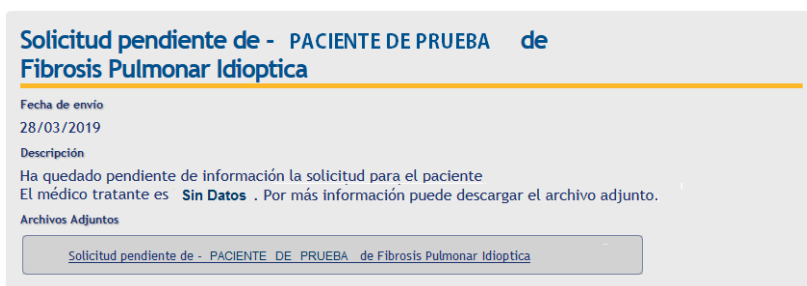 Solicitud pendiente de - PACIENTE DE PRUEBA de
Fibrosis Pulmonar Idioptica
Fecha de envío
28/03/2019
Descripción
Ha quedado pendiente de información la solicitud para el paciente
El médico tratante es Sin Datos . Por más información puede descargar el archivo adjunto.
Archivos Adjuntos
Solicitud pendiente de - PACIENTE DE PRUEBA de Fibrosis Pulmonar Idioptica